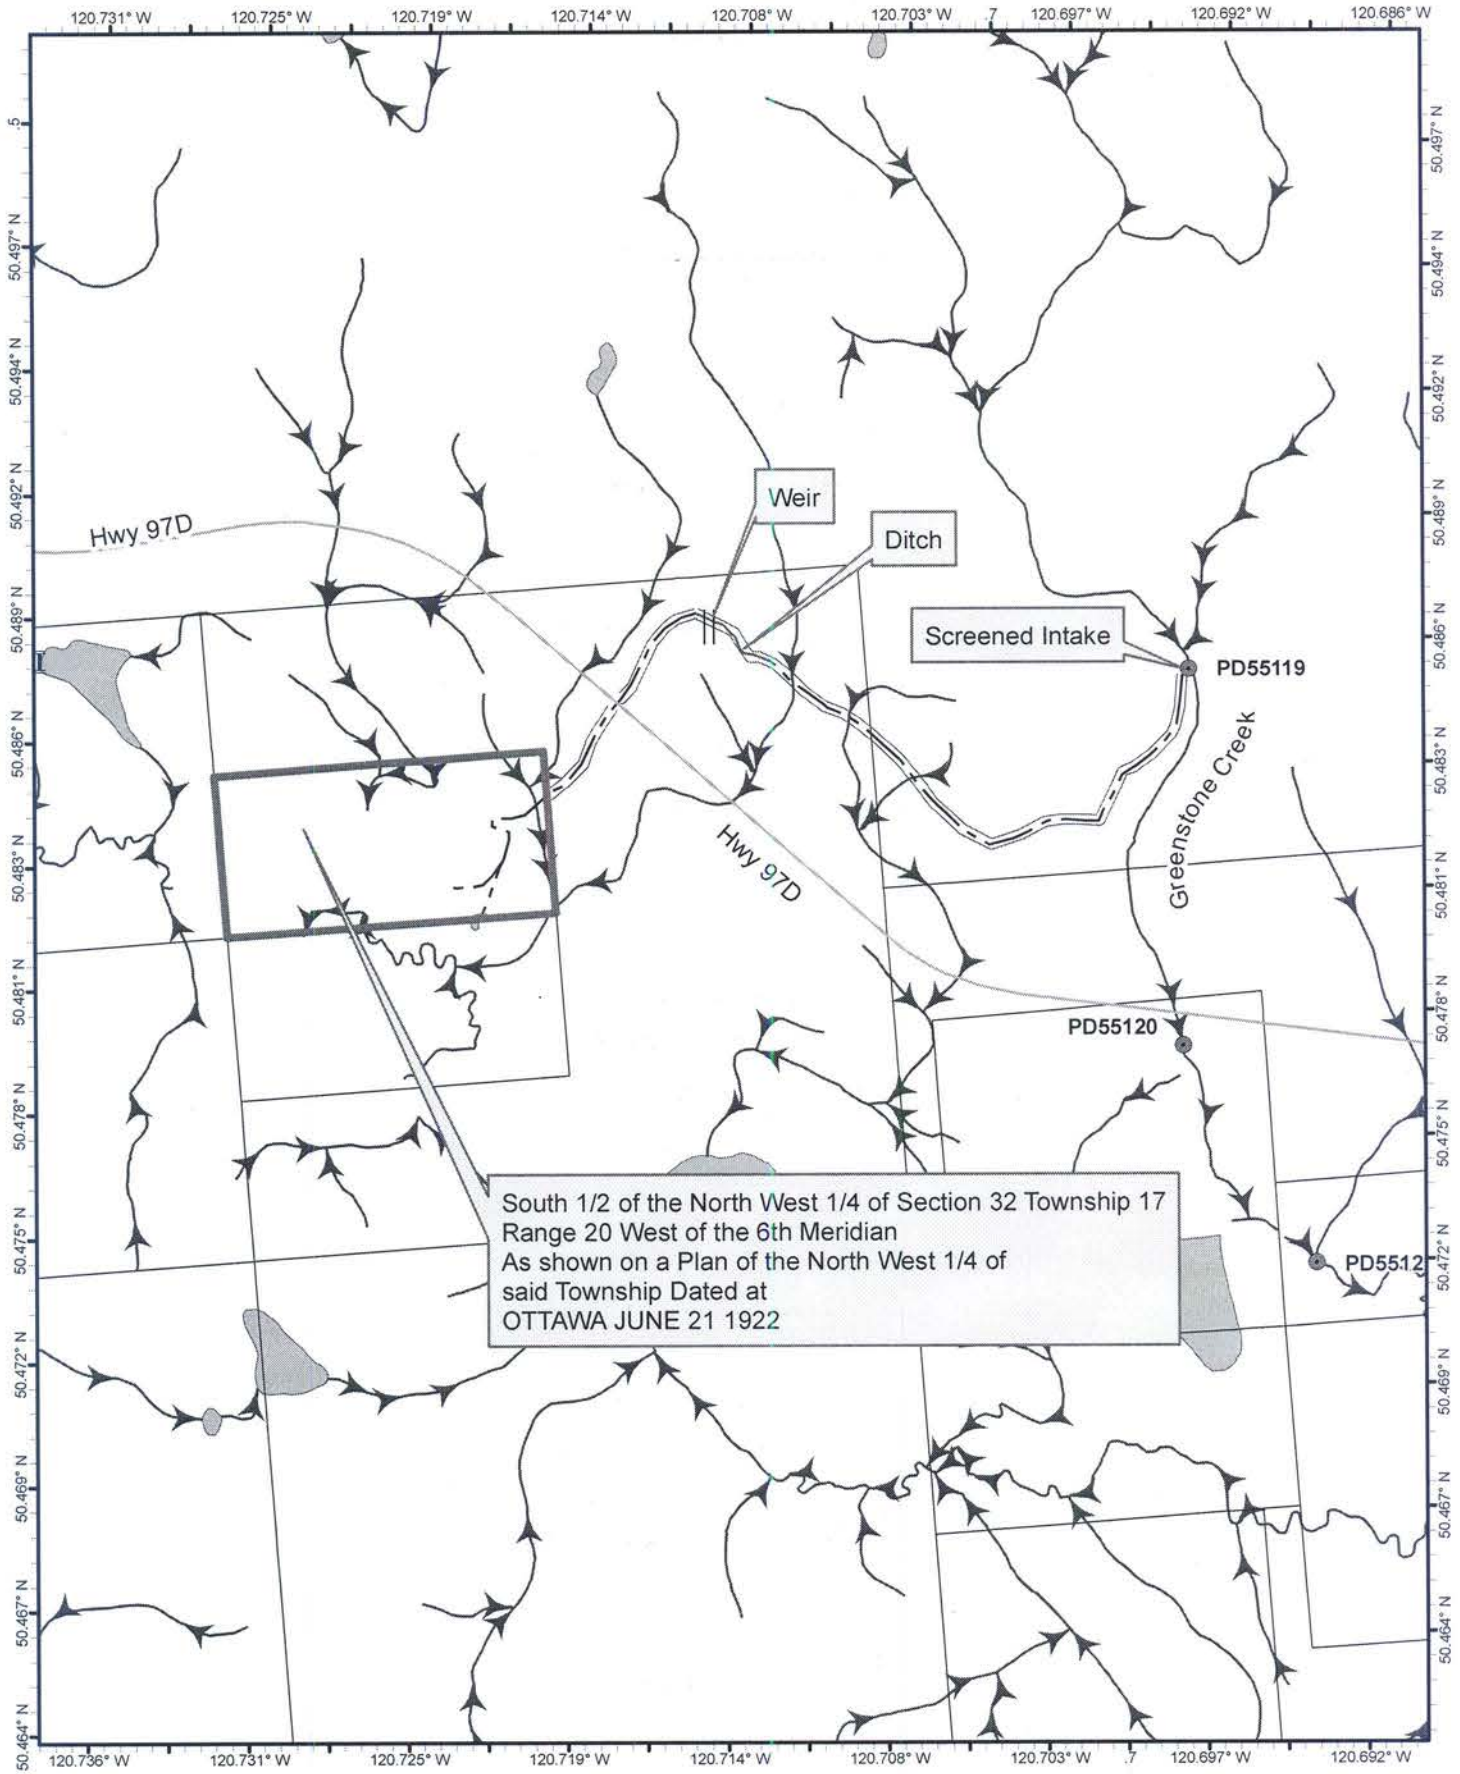 120.731° W
120.725° W
120.719° W
120.714° W
120.708° W
120.703° W
.7
120.697° W
120.692° W
120.686° W
.5
50.497° N
50.494° N
50.492° N
50.489° N
50.486° N
50.483° N
50.481° N
50.478° N
50.475° N
50.472° N
50.469° N
50.467° N
50.464° N
50.497° N
50.494° N
50.492° N
50.489° N
50.486° N
50.483° N
50.481° N
50.478° N
50.475° N
50.472° N
50.469° N
50.467° N
50.464° N
Weir
Hwy 97D
Ditch
Screened Intake
PD55119
Greenstone Creek
Hwy 97D
PD55120
South 1/2 of the North West 1/4 of Section 32 Township 17
Range 20 West of the 6th Meridian
As shown on a Plan of the North West 1/4 of
said Township Dated at
OTTAWA JUNE 21 1922
PD5512
120.736° W
120.731° W
120.725° W
120.719° W
120.714° W
120.708° W
120.703° W
.7
120.697° W
120.692° W